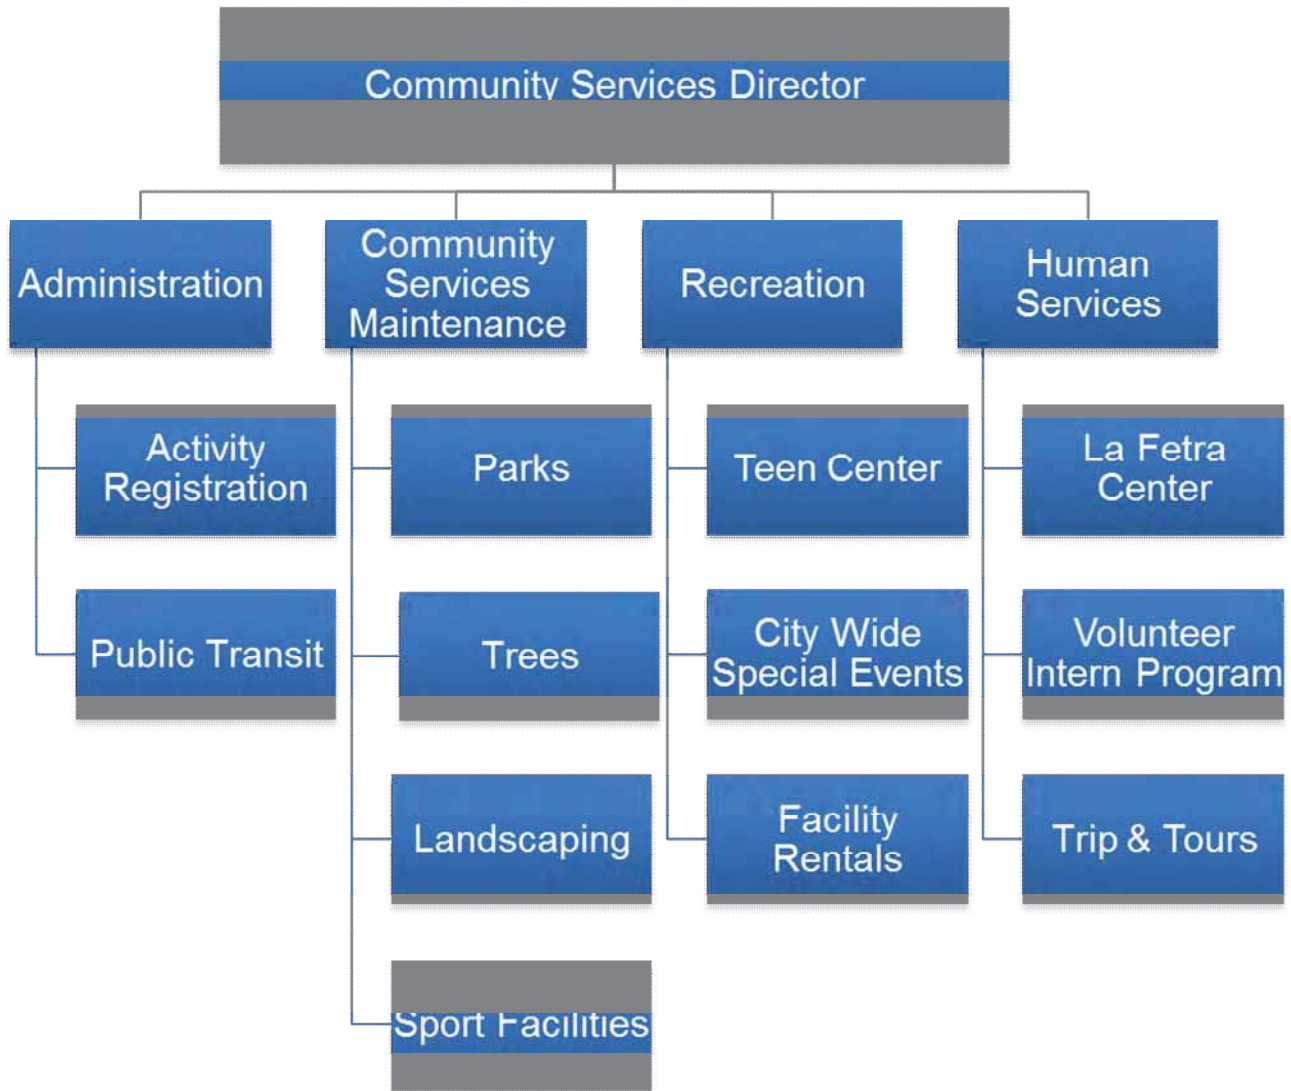 Community Services Director
Administration
Community
Services
Maintenance
Recreation
Human
Services
Activity
Registration
Parks
Teen Center
La Fetra
Center
Public Transit
Trees
City Wide
Special Events
Volunteer
Intern Program
Landscaping
Facility
Rentals
Trip & Tours
Sport Facilities